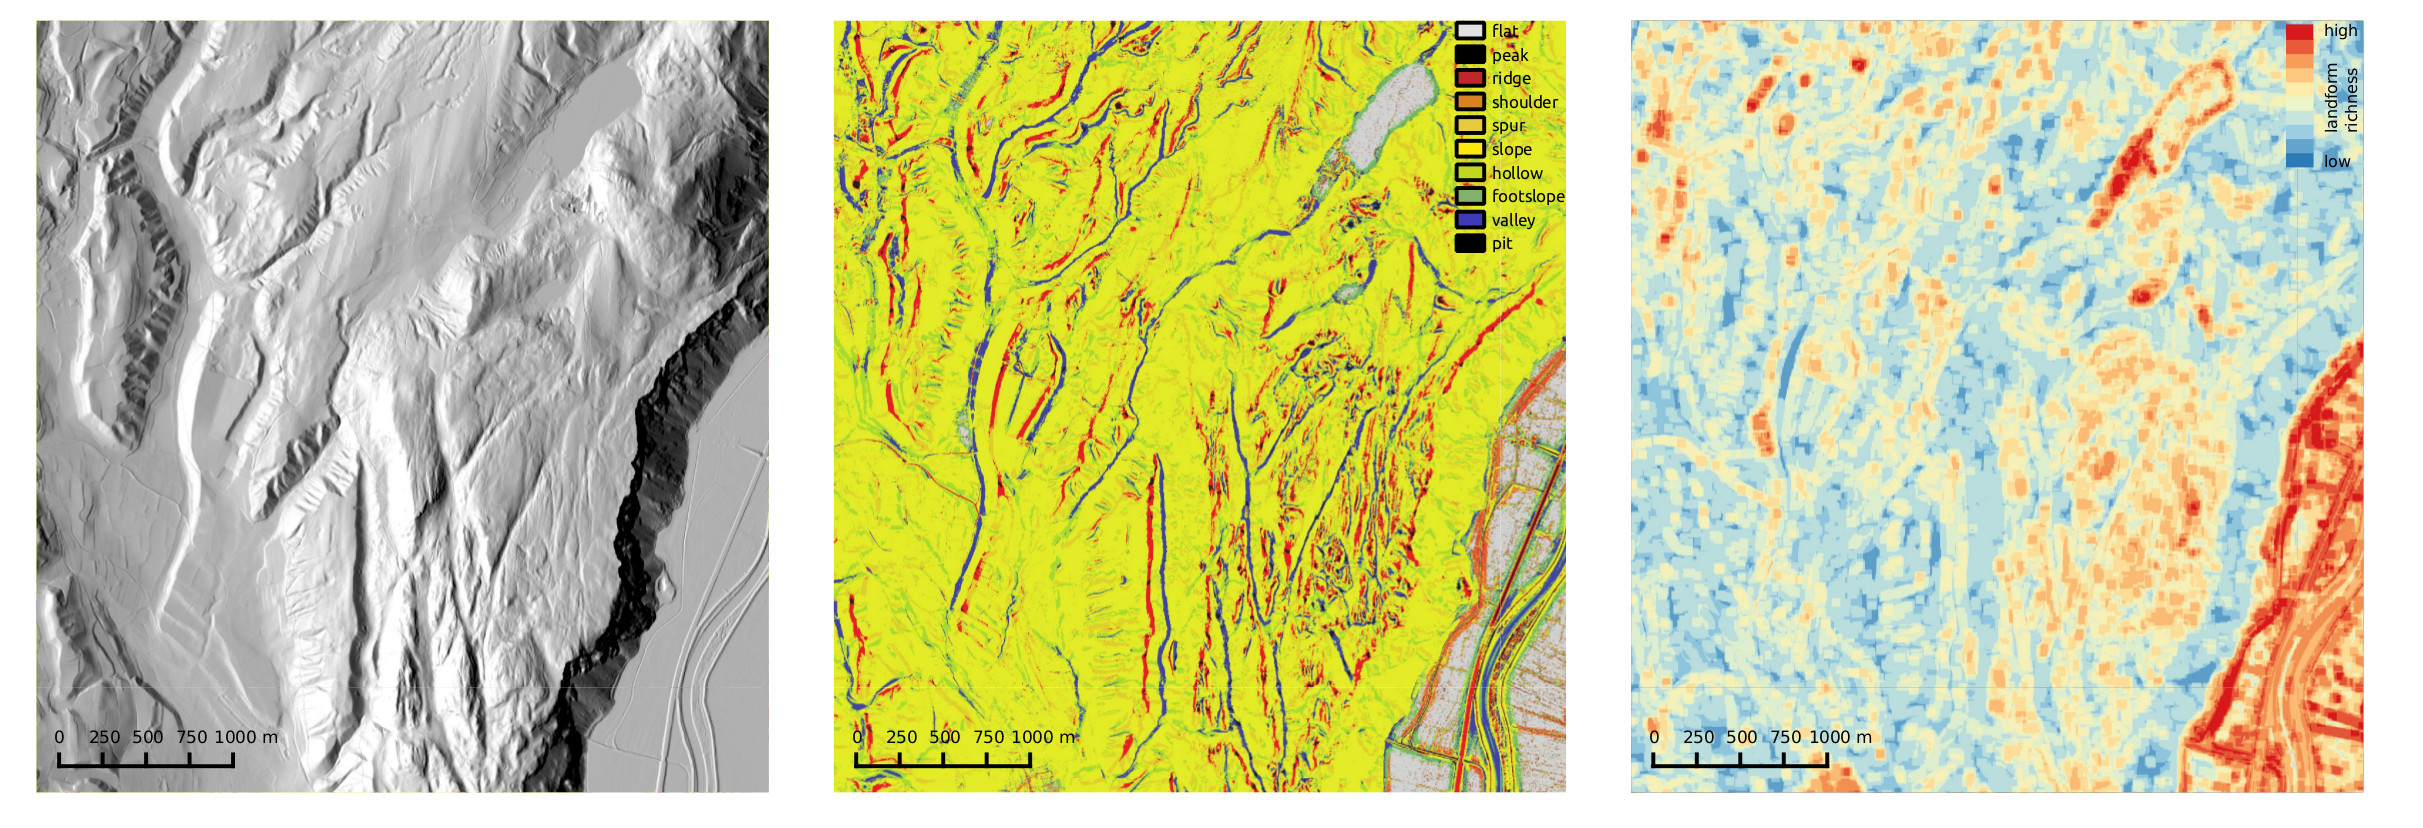 0 250 500 750 1000 m
flat
peak
ridge
shoulder
spur
slope
hollow
footslope
valley
pit
0 250 500 750 1000 m
high
landform
richness
low
0 250 500 750 1000 m